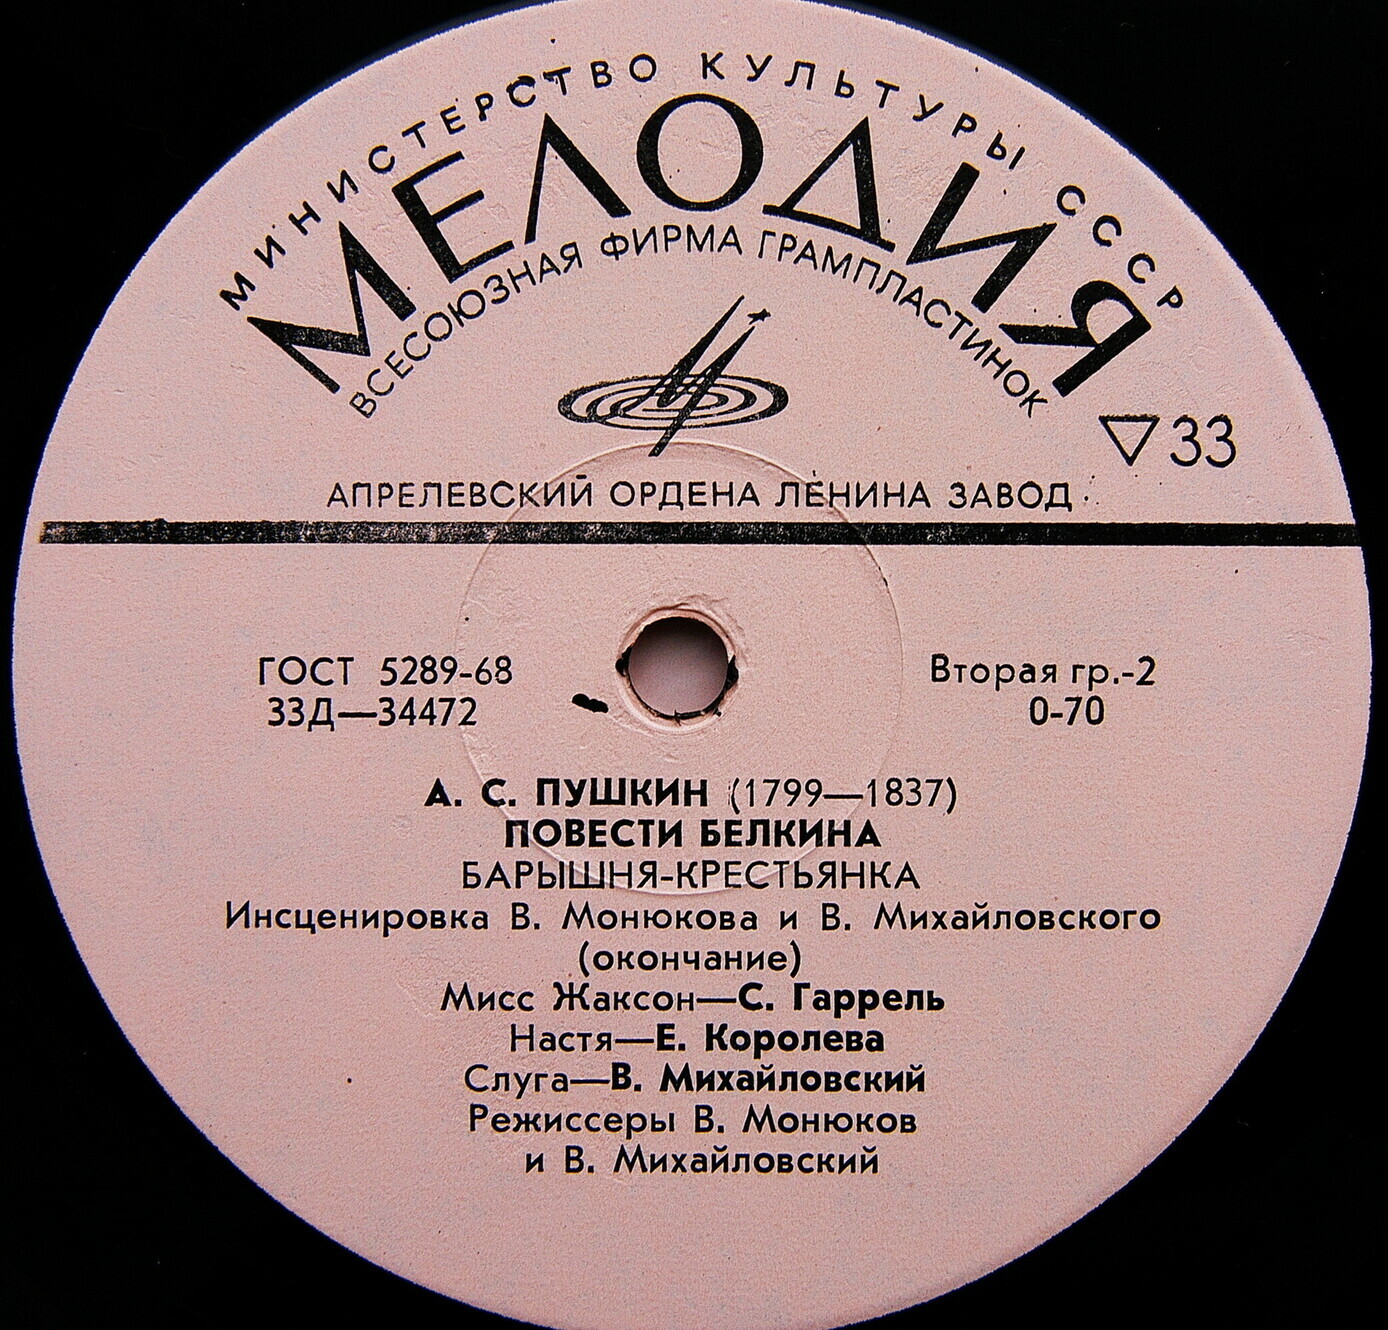 МИНИСТЕРСТВО КУЛЬТУРЫ СССР
МЕЛОДИЯ
ВСЕСОЮЗНАЯ ФИРМА ГРАМПЛАСТИНОК
▽33
АПРЕЛЕВСКИЙ ОРДЕНА ЛЕНИНА ЗАВОД
ГОСТ 5289-68
33Д—34472
Вторая гр.-2
0-70
А. С. ПУШКИН (1799—1837)
ПОВЕСТИ БЕЛКИНА
БАРЫШНЯ-КРЕСТЬЯНКА
Инсценировка В. Монюкова и В. Михайловского
(окончание)
Мисс Жаксон—С. Гаррель
Настя—Е. Королева
Слуга—В. Михайловский
Режиссеры В. Монюков
и В. Михайловский